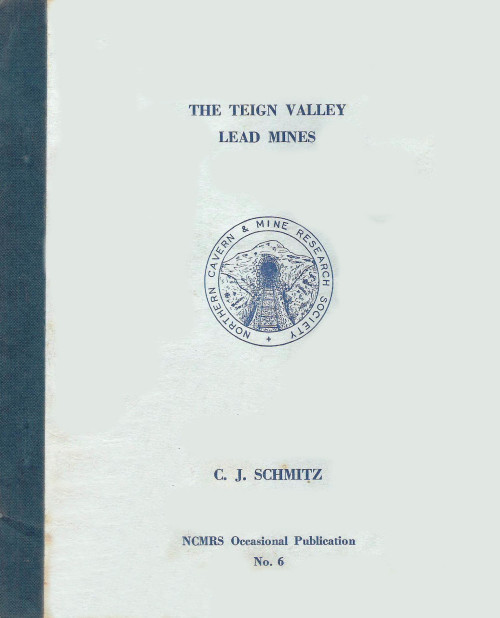 THE TEIGN VALLEY
LEAD MINES
NORTHERN CAVERN & MINE RESEARCH SOCIETY +
C. J. SCHMITZ
NCMRS Occasional Publication
No. 6